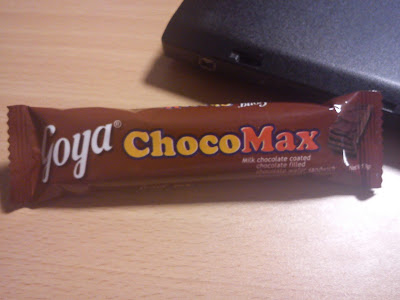 Goya®
ChocoMax
Milk chocolate coated
chocolate filled